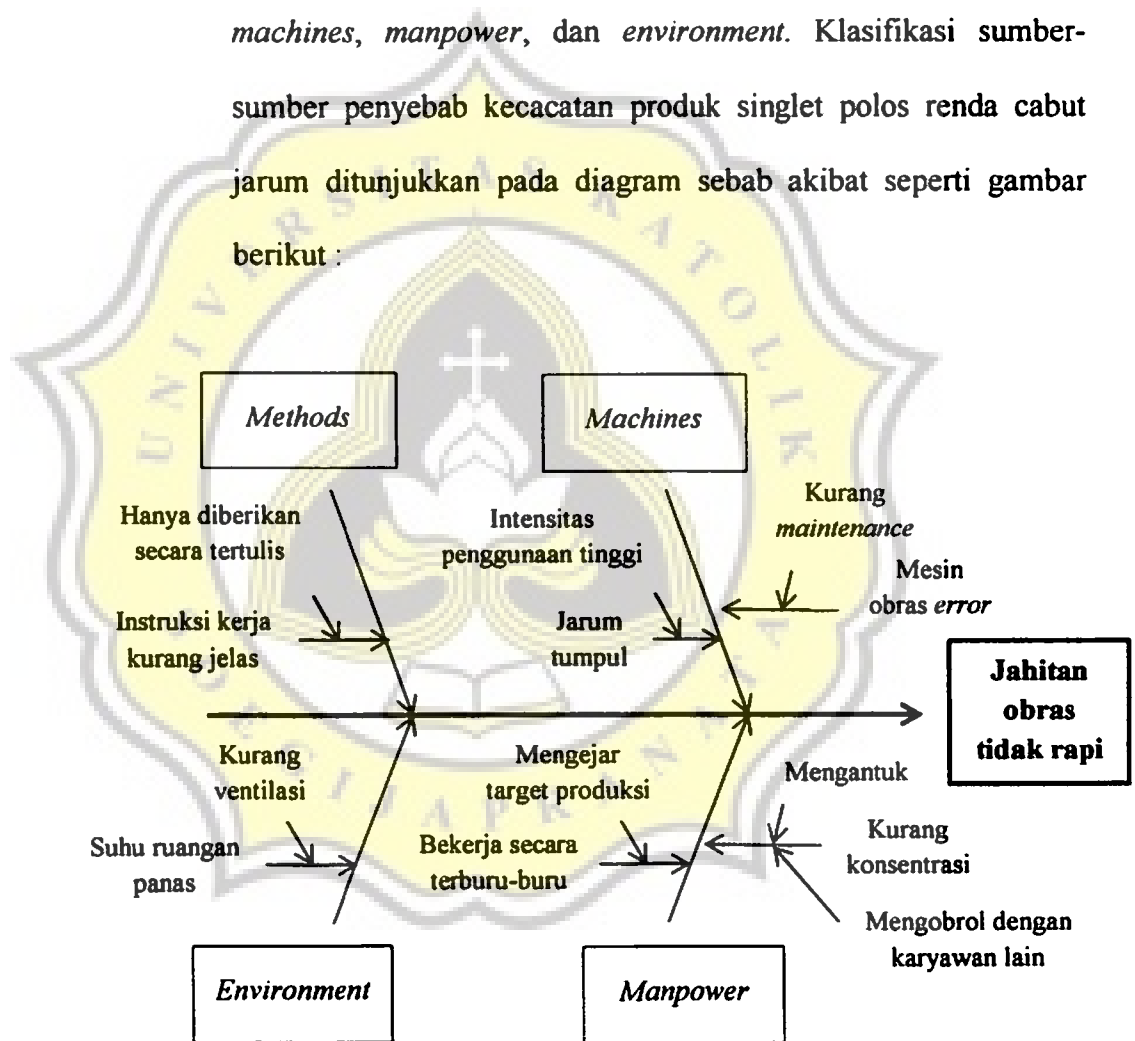 machines, manpower, dan environment. Klasifikasi sumber-
sumber penyebab kecacatan produk singlet polos renda cabut
jarum ditunjukkan pada diagram sebab akibat seperti gambar
berikut :
UNIVERSITAS KATOLIK
SOEGIJAPRANATA
Methods
Machines
Hanya diberikan
secara tertulis
Instruksi kerja
kurang jelas
Intensitas
penggunaan tinggi
Jarum
tumpul
Kurang
maintenance
Mesin
obras error
Jahitan
obras
tidak rapi
Kurang
ventilasi
Suhu ruangan
panas
Mengejar
target produksi
Bekerja secara
terburu-buru
Mengantuk
Kurang
konsentrasi
Mengobrol dengan
karyawan lain
Environment
Manpower